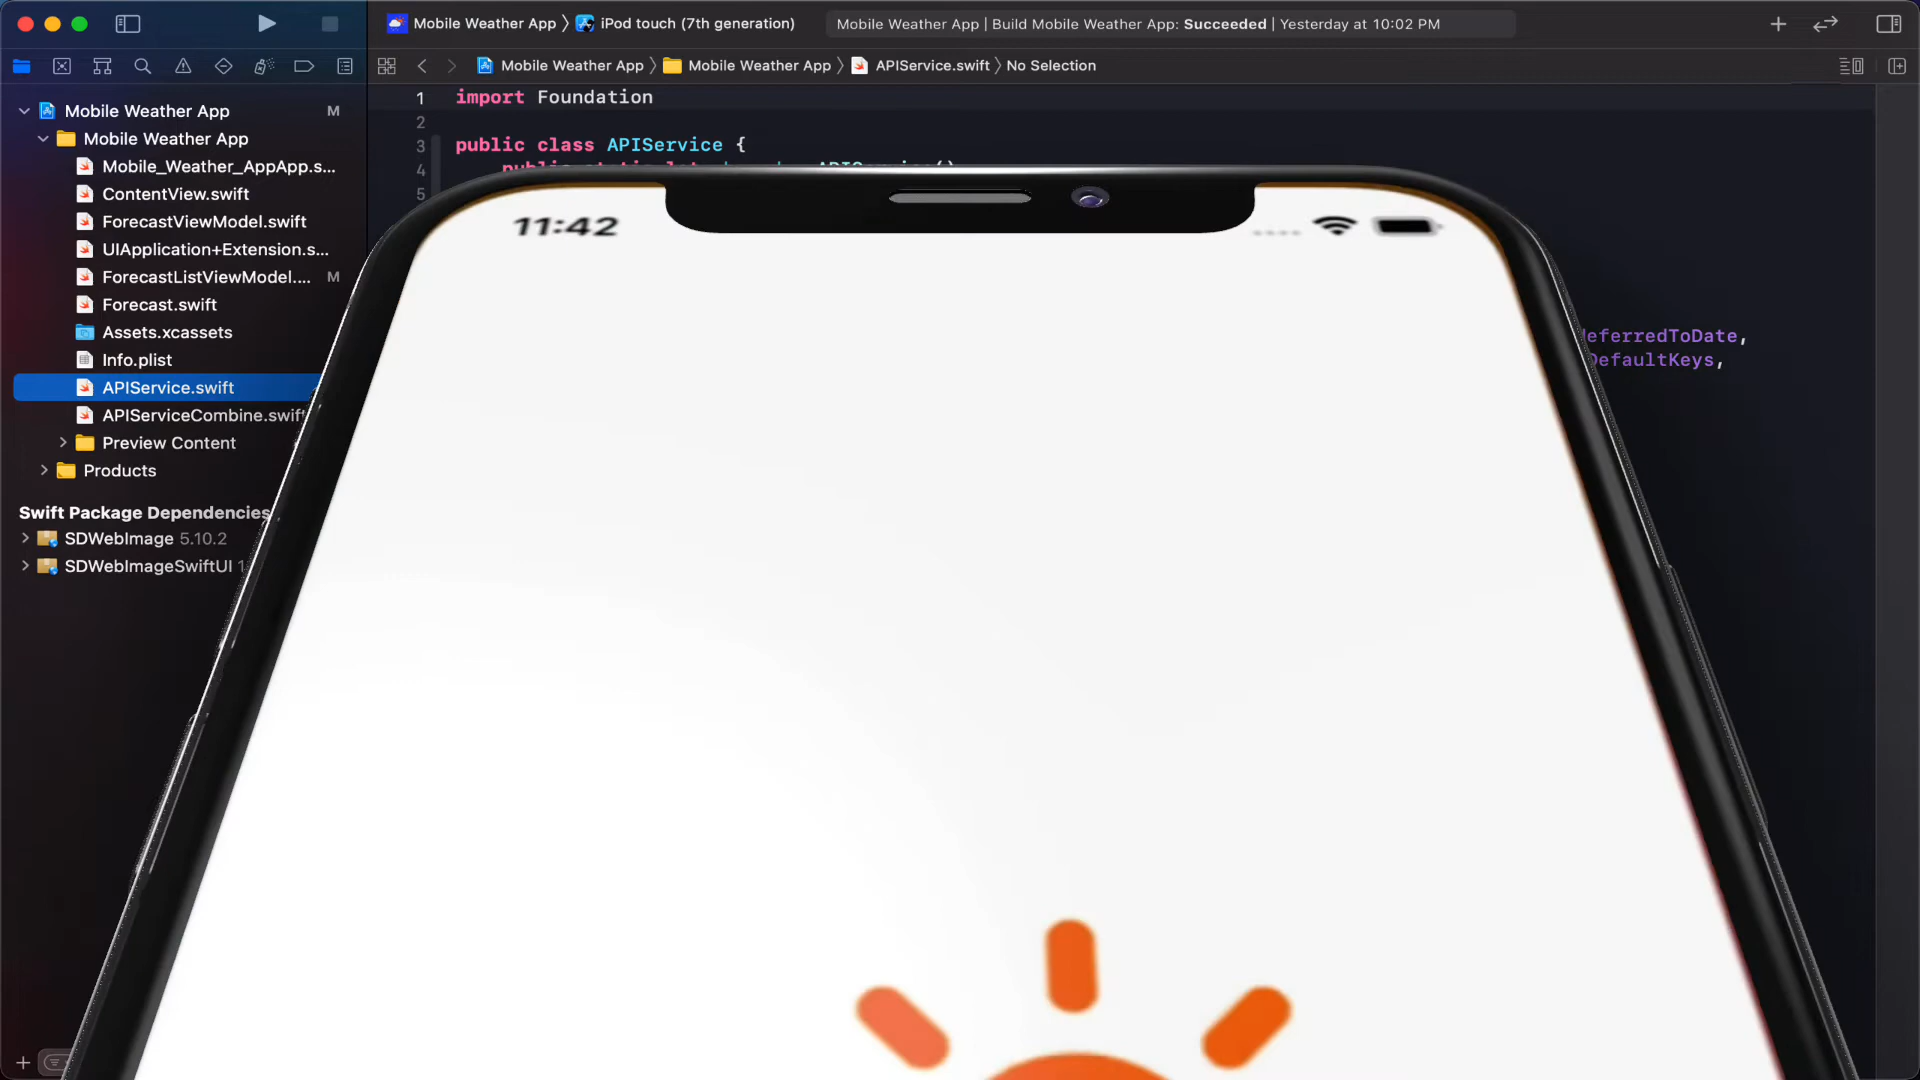 Mobile Weather App
iPod touch (7th generation)
Mobile Weather App | Build Mobile Weather App: Succeeded | Yesterday at 10:02 PM
Mobile Weather App
Mobile Weather App
APIService.swift
No Selection
Mobile Weather App M
Mobile Weather App
Mobile_Weather_AppApp.s...
ContentView.swift
ForecastViewModel.swift
UIApplication+Extension.s...
ForecastListViewModel.... M
Forecast.swift
Assets.xcassets
Info.plist
APIService.swift
APIServiceCombine.swift
Preview Content
Products
Swift Package Dependencies
SDWebImage 5.10.2
SDWebImageSwiftUI 1
1 import Foundation
2
3 public class APIService {
4
5
eferredToDate,
DefaultKeys,
11:42